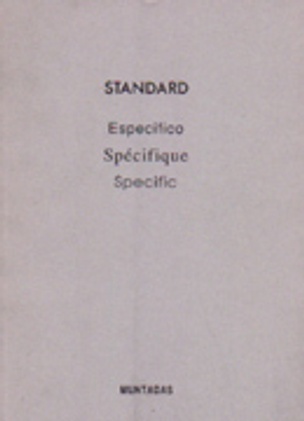 STANDARD
Específico
Spécifique
Specific
MUNTADAS